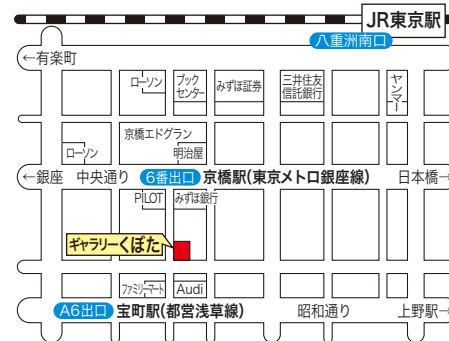 JR東京駅
八重洲南口
←有楽町
ローソン
ブック
センター
みずほ証券
三井住友
信託銀行
ヤンマー
京橋エドグラン
ローソン
明治屋
←銀座 中央通り 6番出口 京橋駅(東京メトロ銀座線) 日本橋→
PILOT
みずほ銀行
ギャラリーくぼた
ファミリーマート
Audi
A6出口 宝町駅(都営浅草線) 昭和通り 上野駅→